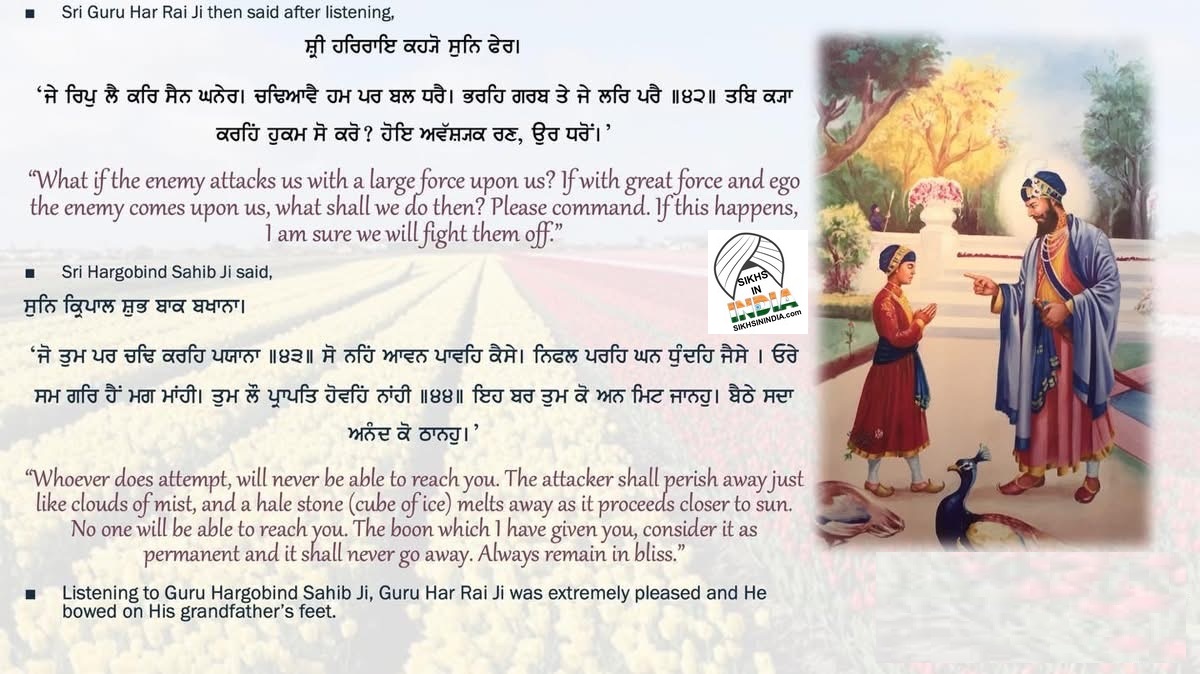 ▪ Sri Guru Har Rai Ji then said after listening,
ਸ਼੍ਰੀ ਹਰਿਰਾਇ ਕਹ੍ਯੋ ਸੁਨਿ ਫੇਰ।
‘ਜੇ ਰਿਪੁ ਲੈ ਕਰਿ ਸੈਨ ਘਨੇਰ। ਚਢਿਆਵੈ ਹਮ ਪਰ ਬਲ ਧਰੈ। ਭਰਹਿ ਗਰਬ ਤੇ ਜੇ ਲਰਿ ਪਰੈ ॥੪੨॥ ਤਬਿ ਕ੍ਯਾ
ਕਰਹਿਂ ਹੁਕਮ ਸੋ ਕਰੋ? ਹੋਇ ਅਵੱਸ਼੍ਯਕ ਰਣ, ਉਰ ਧਰੋਂ।’
“What if the enemy attacks us with a large force upon us? If with great force and ego
the enemy comes upon us, what shall we do then? Please command. If this happens,
I am sure we will fight them off.”
▪ Sri Hargobind Sahib Ji said,
ਸੁਨਿ ਕ੍ਰਿਪਾਲ ਸ਼ੁਭ ਬਾਕ ਬਖਾਨਾ।
‘ਜੋ ਤੁਮ ਪਰ ਚਢਿ ਕਰਹਿ ਪਯਾਨਾ ॥੪੩॥ ਸੋ ਨਹਿਂ ਆਵਨ ਪਾਵਹਿ ਕੈਸੇ। ਨਿਫਲ ਪਰਹਿ ਘਨ ਧੁੰਦਹਿ ਜੈਸੇ । ਓਰੇ
ਸਮ ਗਰਿ ਹੈਂ ਮਗ ਮਾਂਹੀ। ਤੁਮ ਲੌ ਪ੍ਰਾਪਤਿ ਹੋਵਹਿਂ ਨਾਂਹੀ ॥੪੪॥ ਇਹ ਬਰ ਤੁਮ ਕੋ ਅਨ ਮਿਟ ਜਾਨਹੁ। ਬੈਠੇ ਸਦਾ
ਅਨੰਦ ਕੋ ਠਾਨਹੁ।’
“Whoever does attempt, will never be able to reach you. The attacker shall perish away just
like clouds of mist, and a hale stone (cube of ice) melts away as it proceeds closer to sun.
No one will be able to reach you. The boon which I have given you, consider it as
permanent and it shall never go away. Always remain in bliss.”
▪ Listening to Guru Hargobind Sahib Ji, Guru Har Rai Ji was extremely pleased and He
bowed on His grandfather’s feet.
SIKHS
IN
INDIA
SIKHSININDIA.com